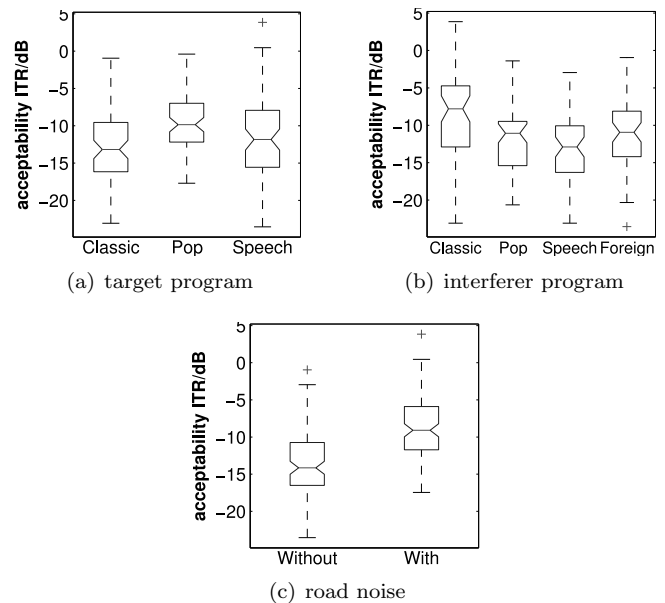 acceptability ITR/dB
5
0
−5
−10
−15
−20
Classic Pop Speech
(a) target program
acceptability ITR/dB
5
0
−5
−10
−15
−20
Classic Pop Speech Foreign
(b) interferer program
acceptability ITR/dB
5
0
−5
−10
−15
−20
Without With
(c) road noise